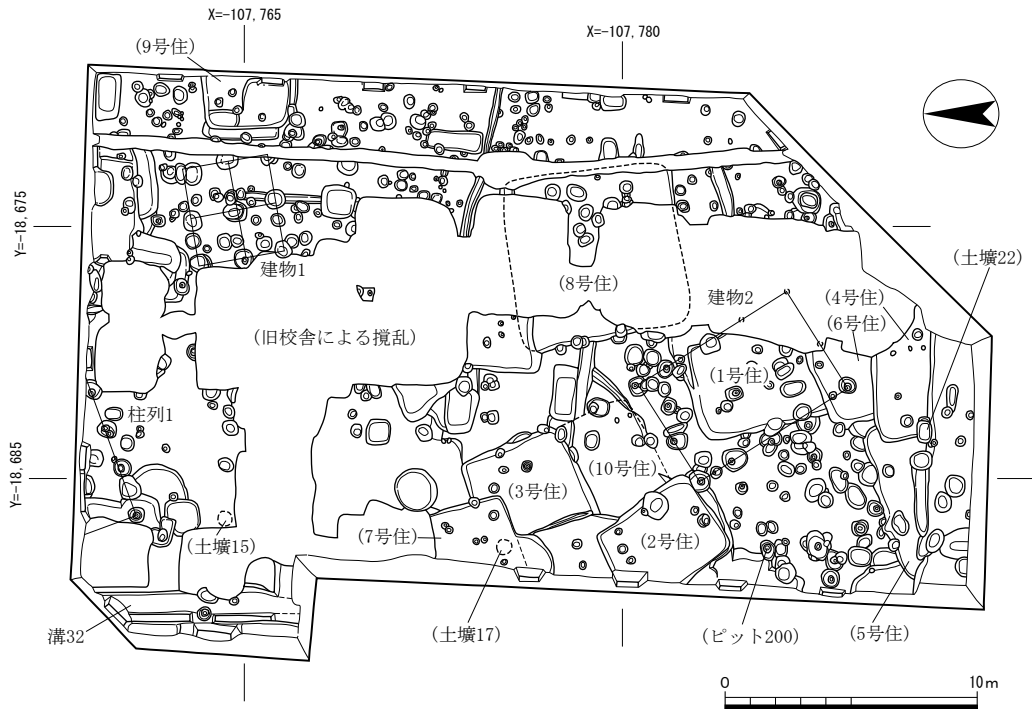 X=-107,765
X=-107,780
(9号住)
Y=-18,675
建物1
(8号住)
建物2
(土壙22)
(4号住)
(6号住)
(旧校舎による撹乱)
(1号住)
柱列1
Y=-18,685
(10号住)
(3号住)
(土壙15)
(7号住)
(2号住)
溝32
(土壙17)
(ピット200)
(5号住)
0
10m